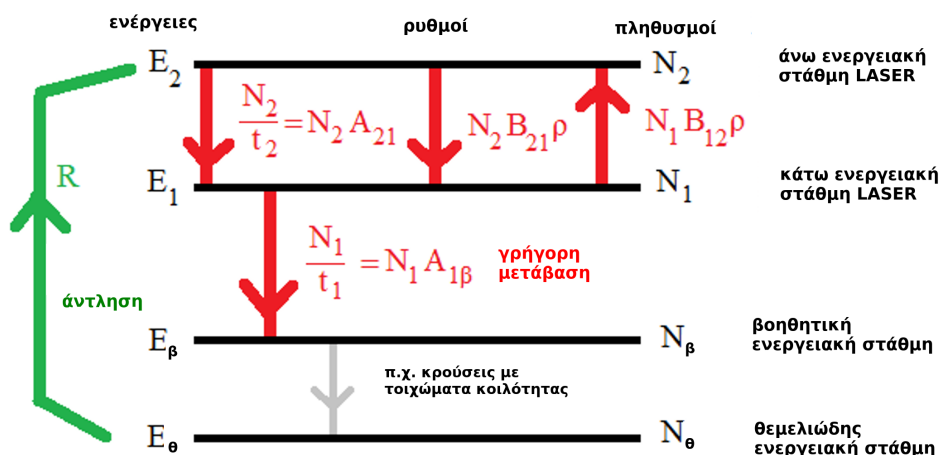 ενέργειες ρυθμοί πληθυσμοί
E₂ N₂ άνω ενεργειακή
στάθμη LASER
N₂/t₂ = N₂ A₂₁ N₂ B₂₁ ρ N₁ B₁₂ ρ
R
E₁ N₁ κάτω ενεργειακή
στάθμη LASER
N₁/t₁ = N₁ A₁β γρήγορη
μετάβαση
άντληση
Eβ Nβ βοηθητική
ενεργειακή στάθμη
π.χ. κρούσεις με
τοιχώματα κοιλότητας
Eθ Nθ θεμελιώδης
ενεργειακή στάθμη